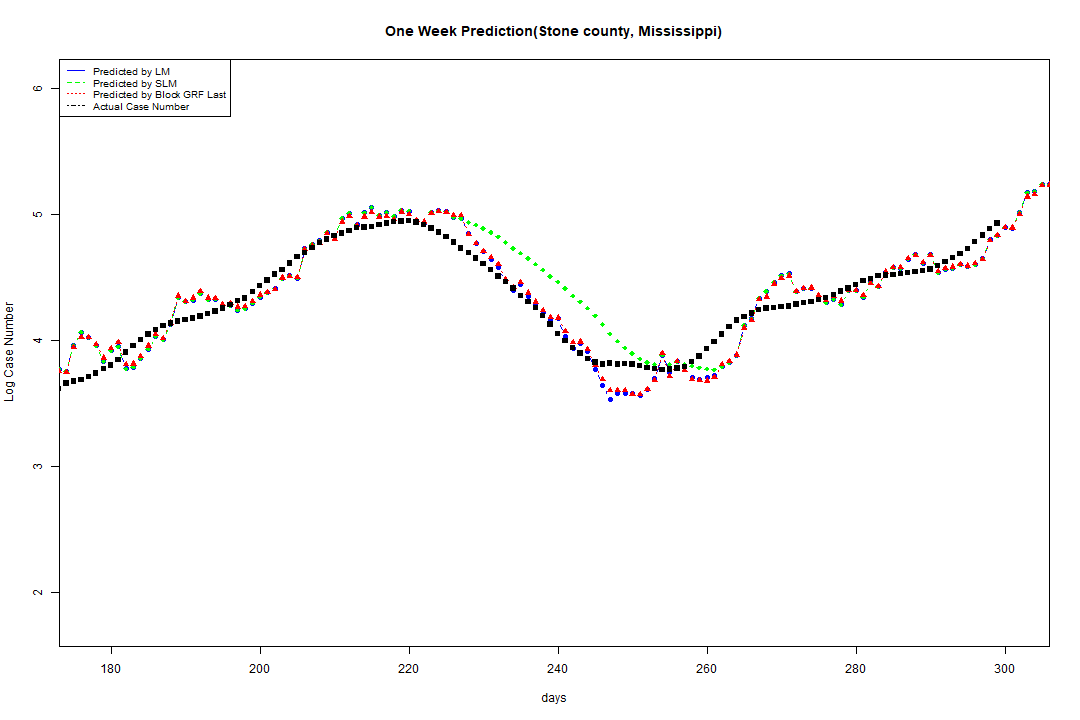 One Week Prediction(Stone county, Mississippi)
Predicted by LM
Predicted by SLM
Predicted by Block GRF Last
Actual Case Number
6
5
4
3
2
Log Case Number
180 200 220 240 260 280 300
days